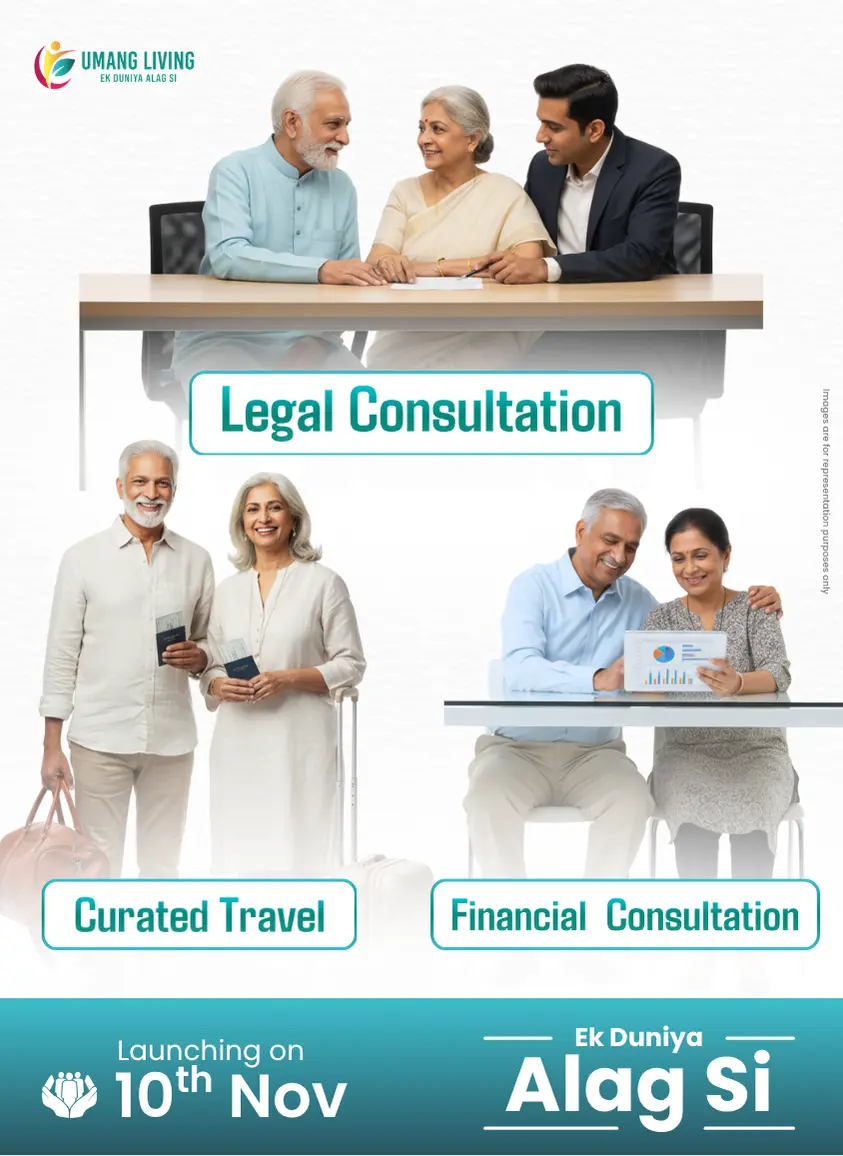 UMANG LIVING
EK DUNIYA ALAG SI
Legal Consultation
Images are for representation purposes only
Curated Travel
Financial Consultation
Launching on
10th Nov
Ek Duniya
Alag Si